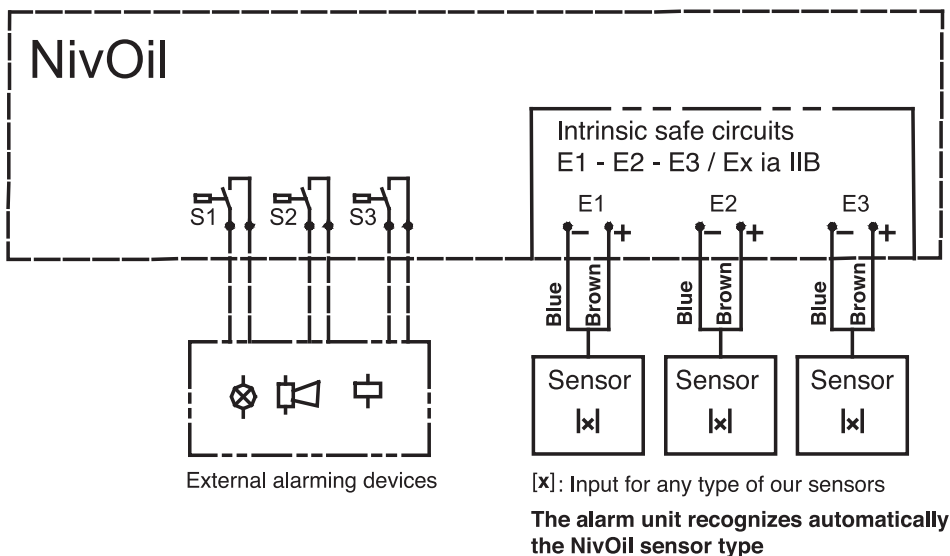 NivOil
Intrinsic safe circuits
E1 - E2 - E3 / Ex ia IIB
S1 S2 S3
E1 E2 E3
− + − + − +
Blue Brown Blue Brown Blue Brown
Sensor Sensor Sensor
|x| |x| |x|
External alarming devices
[x]: Input for any type of our sensors
The alarm unit recognizes automatically
the NivOil sensor type